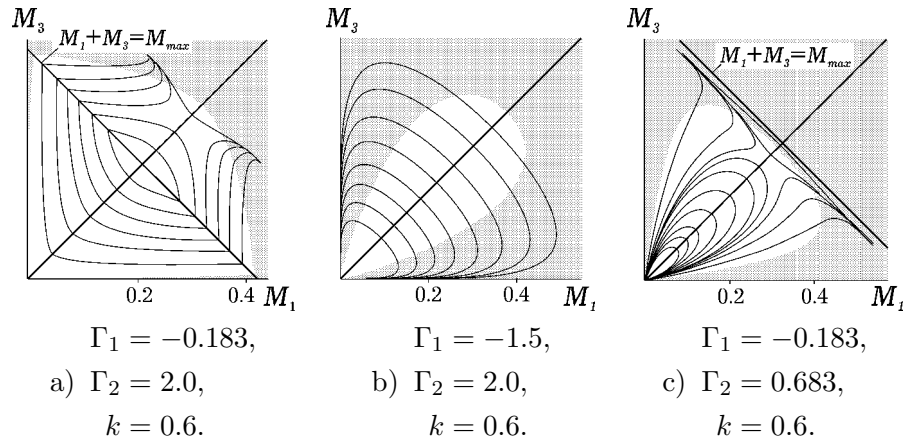 M₃
M₁+M₃=Mₘₐₓ
0.2
0.4
M₁
M₃
0.2
0.4
M₁
M₃
M₁+M₃=Mₘₐₓ
0.2
0.4
M₁
Γ₁ = −0.183,
a) Γ₂ = 2.0,
k = 0.6.
Γ₁ = −1.5,
b) Γ₂ = 2.0,
k = 0.6.
Γ₁ = −0.183,
c) Γ₂ = 0.683,
k = 0.6.